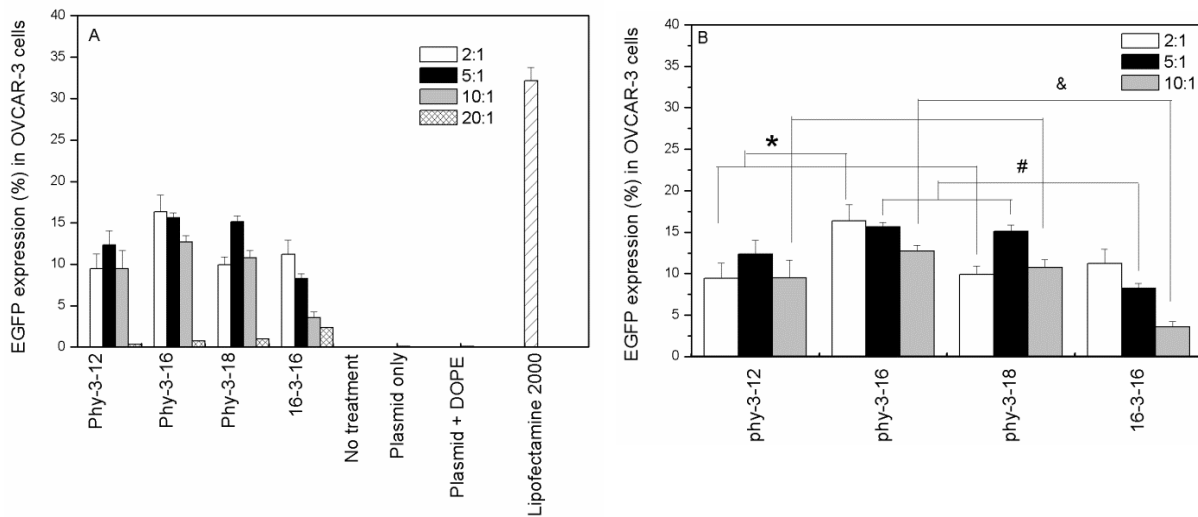 A
EGFP expression (%) in OVCAR-3 cells
40
35
30
25
20
15
10
5
0
2:1
5:1
10:1
20:1
Phy-3-12
Phy-3-16
Phy-3-18
16-3-16
No treatment
Plasmid only
Plasmid + DOPE
Lipofectamine 2000
B
EGFP expression (%) in OVCAR-3 cells
40
35
30
25
20
15
10
5
0
2:1
5:1
10:1
&
*
#
phy-3-12
phy-3-16
phy-3-18
16-3-16